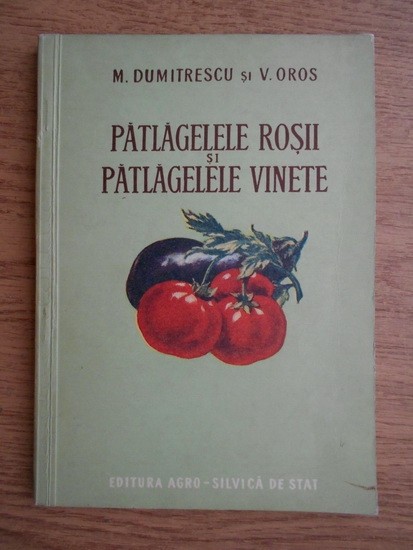 M. DUMITRESCU ȘI V. OROS
PĂTLĂGELELE ROȘII
ȘI
PĂTLĂGELELE VINETE
EDITURA AGRO-SILVICĂ DE STAT